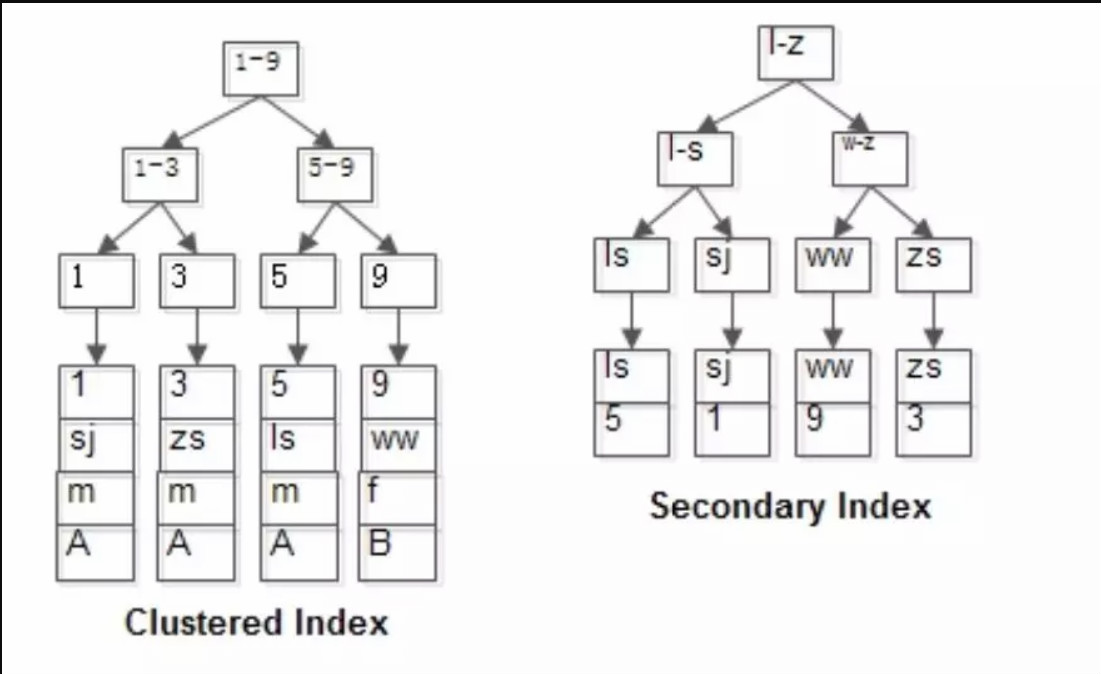 1-9
1-3
5-9
1
3
5
9
1
3
5
9
sj
zs
ls
ww
m
m
m
f
A
A
A
B
Clustered Index
l-z
l-s
w-z
ls
sj
ww
zs
ls
sj
ww
zs
5
1
9
3
Secondary Index